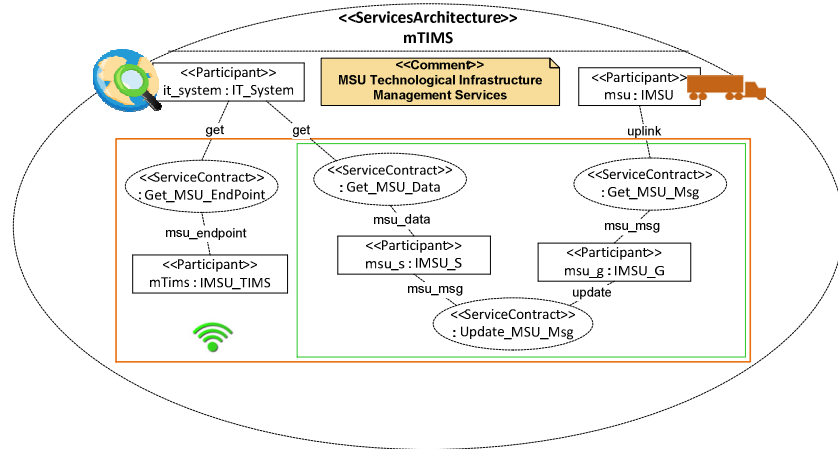 <<ServicesArchitecture>>
mTIMS
<<Participant>>
it_system : IT_System
<<Comment>>
MSU Technological Infrastructure
Management Services
<<Participant>>
msu : IMSU
get
get
uplink
<<ServiceContract>>
: Get_MSU_EndPoint
<<ServiceContract>>
: Get_MSU_Data
<<ServiceContract>>
: Get_MSU_Msg
msu_endpoint
msu_data
msu_msg
<<Participant>>
mTims : IMSU_TIMS
<<Participant>>
msu_s : IMSU_S
<<Participant>>
msu_g : IMSU_G
msu_msg
update
<<ServiceContract>>
: Update_MSU_Msg